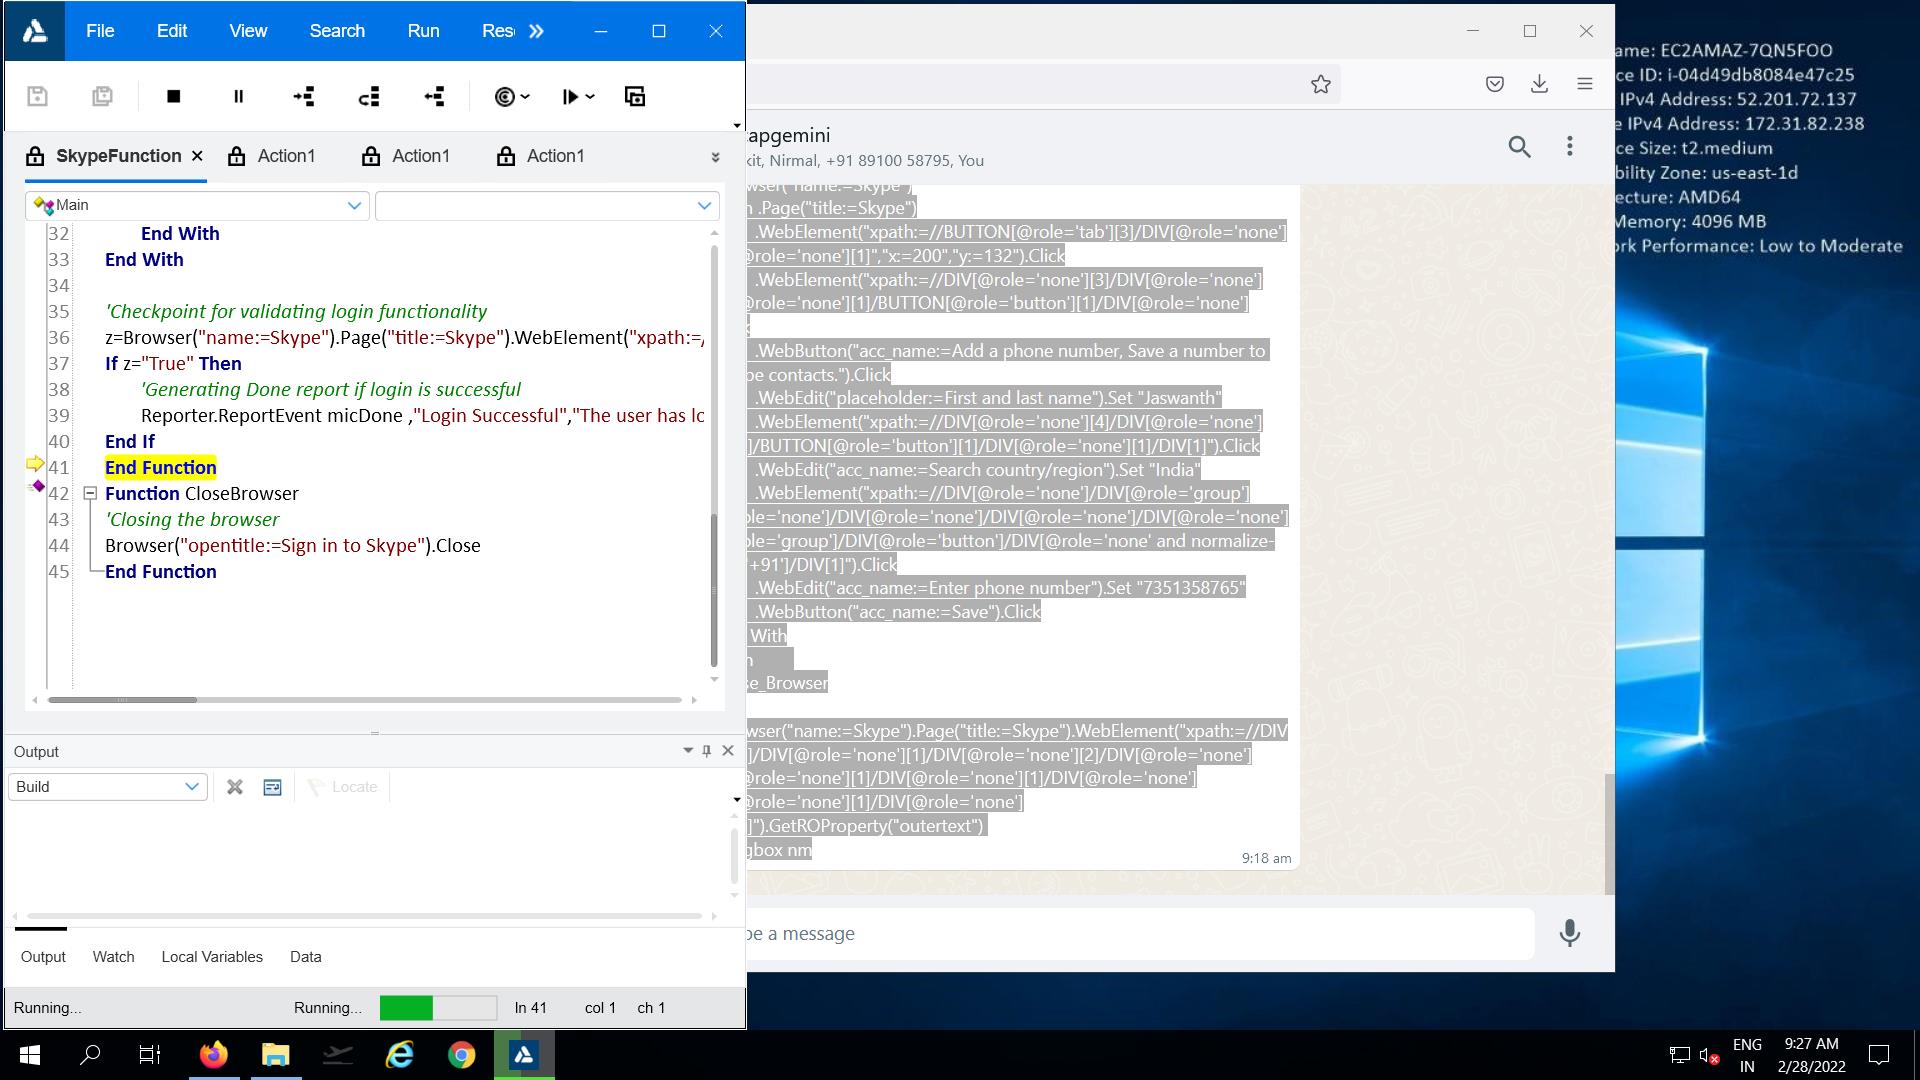 File Edit View Search Run Res
SkypeFunction Action1 Action1 Action1
Main
32 End With
33 End With
34
35 'Checkpoint for validating login functionality
36 z=Browser("name:=Skype").Page("title:=Skype").WebElement("xpath:=/
37 If z="True" Then
38 'Generating Done report if login is successful
39 Reporter.ReportEvent micDone ,"Login Successful","The user has lo
40 End If
41 End Function
42 Function CloseBrowser
43 'Closing the browser
44 Browser("opentitle:=Sign in to Skype").Close
45 End Function
Output
Build
Locate
Output Watch Local Variables Data
Running... Running... ln 41 col 1 ch 1
apgemini
kit, Nirmal, +91 89100 58795, You
wser("name:=Skype")
.Page("title:=Skype")
.WebElement("xpath:=//BUTTON[@role='tab'][3]/DIV[@role='none']
@role='none'][1]","x:=200","y:=132").Click
.WebElement("xpath:=//DIV[@role='none'][3]/DIV[@role='none']
@role='none'][1]/BUTTON[@role='button'][1]/DIV[@role='none']
.WebButton("acc_name:=Add a phone number, Save a number to
pe contacts.").Click
.WebEdit("placeholder:=First and last name").Set "Jaswanth"
.WebElement("xpath:=//DIV[@role='none'][4]/DIV[@role='none']
]/BUTTON[@role='button'][1]/DIV[@role='none'][1]/DIV[1]").Click
.WebEdit("acc_name:=Search country/region").Set "India"
.WebElement("xpath:=//DIV[@role='none']/DIV[@role='group']
ole='none']/DIV[@role='none']/DIV[@role='none']/DIV[@role='none']
ole='group']/DIV[@role='button']/DIV[@role='none' and normalize-
'+91']/DIV[1]").Click
.WebEdit("acc_name:=Enter phone number").Set "7351358765"
.WebButton("acc_name:=Save").Click
With
se_Browser
wser("name:=Skype").Page("title:=Skype").WebElement("xpath:=//DIV
]/DIV[@role='none'][1]/DIV[@role='none'][2]/DIV[@role='none']
@role='none'][1]/DIV[@role='none'][1]/DIV[@role='none']
@role='none'][1]/DIV[@role='none']
]").GetROProperty("outertext")
gbox nm
9:18 am
pe a message
ame: EC2AMAZ-7QN5FOO
ce ID: i-04d49db8084e47c25
IPv4 Address: 52.201.72.137
e IPv4 Address: 172.31.82.238
ce Size: t2.medium
bility Zone: us-east-1d
ecture: AMD64
Memory: 4096 MB
ork Performance: Low to Moderate
ENG
IN
9:27 AM
2/28/2022